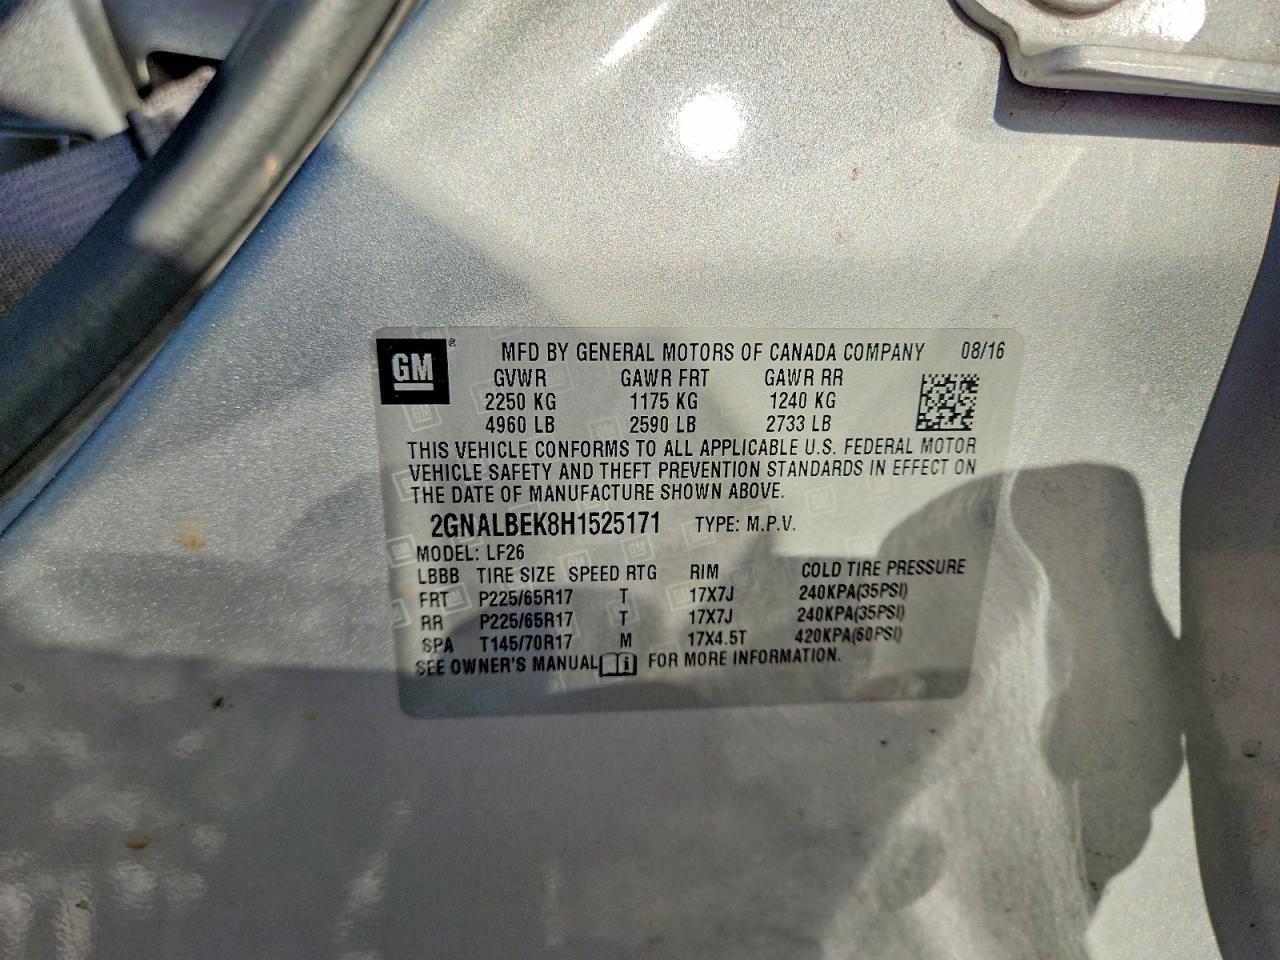 GM ® MFD BY GENERAL MOTORS OF CANADA COMPANY 08/16
GVWR GAWR FRT GAWR RR
2250 KG 1175 KG 1240 KG
4960 LB 2590 LB 2733 LB
THIS VEHICLE CONFORMS TO ALL APPLICABLE U.S. FEDERAL MOTOR
VEHICLE SAFETY AND THEFT PREVENTION STANDARDS IN EFFECT ON
THE DATE OF MANUFACTURE SHOWN ABOVE.
2GNALBEK8H1525171 TYPE: M.P.V.
MODEL: LF26
LBBB TIRE SIZE SPEED RTG RIM COLD TIRE PRESSURE
FRT P225/65R17 T 17X7J 240KPA(35PSI)
RR P225/65R17 T 17X7J 240KPA(35PSI)
SPA T145/70R17 M 17X4.5T 420KPA(60PSI)
SEE OWNER'S MANUAL FOR MORE INFORMATION.